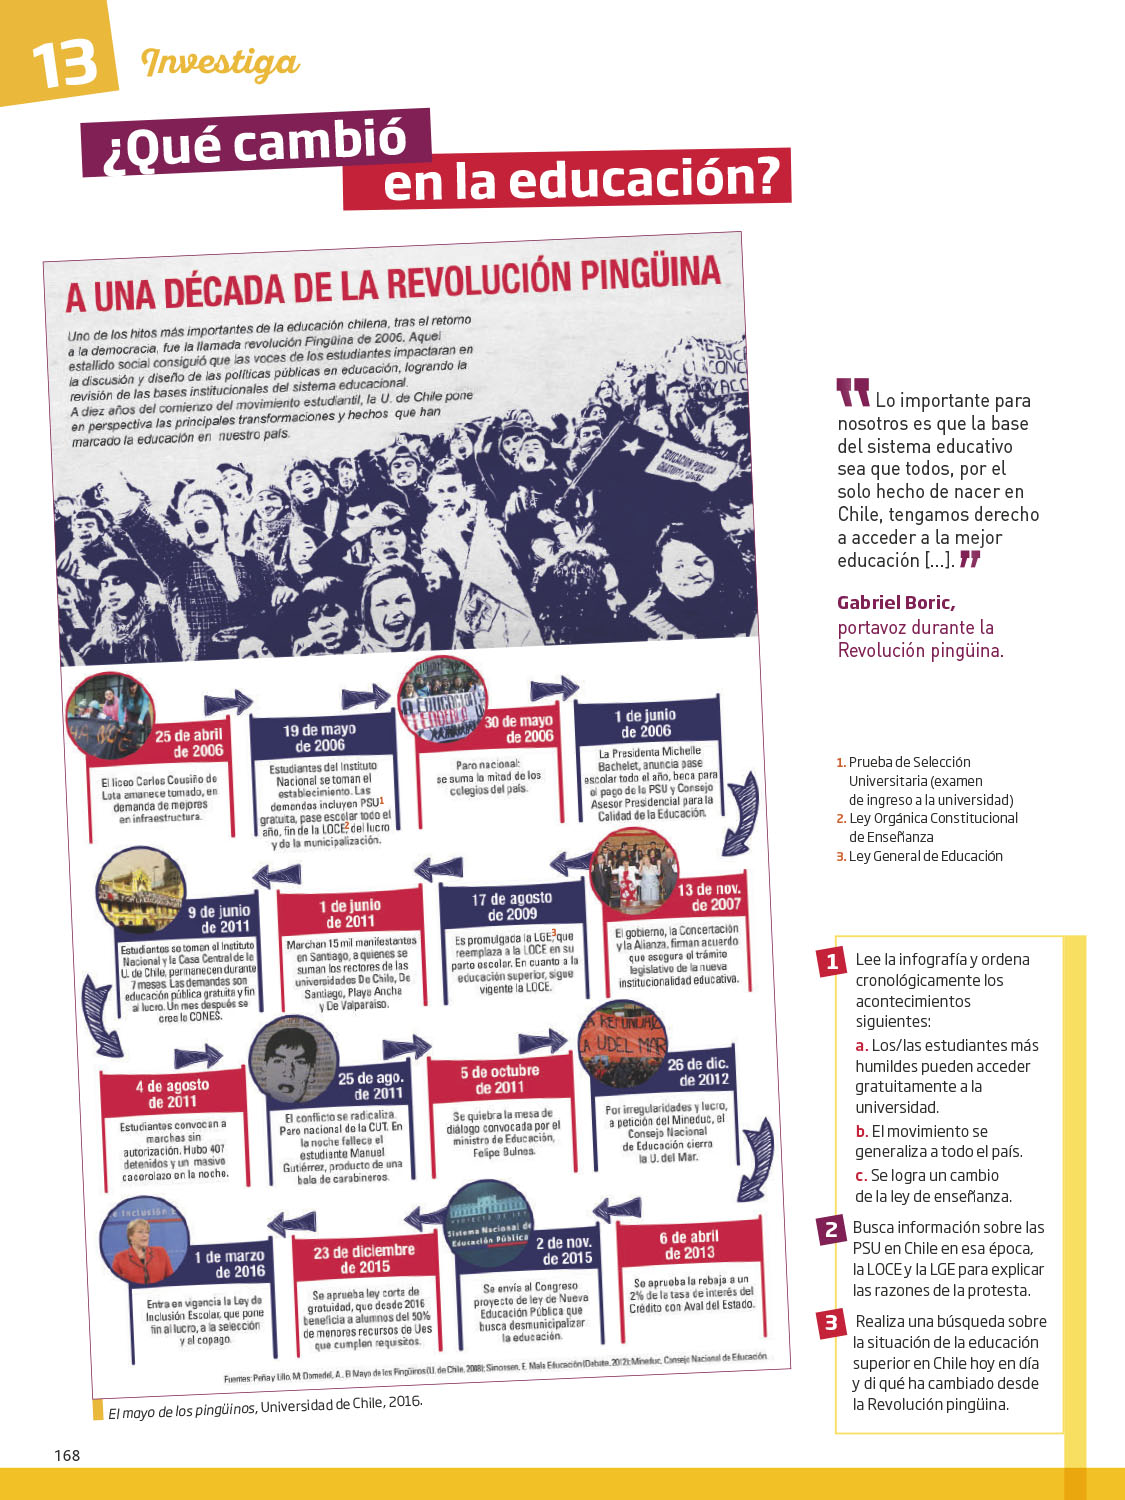 13
Investiga
¿Qué cambió
en la educación?
A UNA DÉCADA DE LA REVOLUCIÓN PINGÜINA
Uno de los hitos más importantes de la educación chilena, tras el retorno
a la democracia, fue la llamada revolución Pingüina de 2006. Aquel
estallido social consiguió que las voces de los estudiantes impactaran en
la discusión y diseño de las políticas públicas en educación, logrando la
revisión de las bases institucionales del sistema educacional.
A diez años del comienzo del movimiento estudiantil, la U. de Chile pone
en perspectiva las principales transformaciones y hechos que han
marcado la educación en nuestro país.
EDUCACIÓN PÚBLICA
25 de abril
de 2006
El liceo Carlos Cousiño de
Lota amanece tomado, en
demanda de mejores
en infraestructura.
19 de mayo
de 2006
Estudiantes del Instituto
Nacional se toman el
establecimiento. Las
demandas incluyen PSU1
gratuita, pase escolar todo el
año, fin de la LOCE,2 del lucro
y de la municipalización.
30 de mayo
de 2006
Paro nacional:
se suma la mitad de los
colegios del país.
1 de junio
de 2006
La Presidenta Michelle
Bachelet, anuncia pase
escolar todo el año, beca para
el pago de la PSU y Consejo
Asesor Presidencial para la
Calidad de la Educación.
13 de nov.
de 2007
El gobierno, la Concertación
y la Alianza, firman acuerdo
que asegura el trámite
legislativo de la nueva
institucionalidad educativa.
17 de agosto
de 2009
Es promulgada la LGE,3 que
reemplaza a la LOCE en su
parte escolar. En cuanto a la
educación superior, sigue
vigente la LOCE.
1 de junio
de 2011
Marchan 15 mil manifestantes
en Santiago, a quienes se
suman los rectores de las
universidades De Chile, De
Santiago, Playa Ancha
y De Valparaíso.
9 de junio
de 2011
Estudiantes se toman el Instituto
Nacional y la Casa Central de la
U. de Chile, permanecen durante
7 meses. Las demandas son
educación pública gratuita y fin
al lucro. Un mes después se
crea la CONES.
4 de agosto
de 2011
Estudiantes convocan a
marchas sin
autorización. Hubo 407
detenidos y un masivo
cacerolazo en la noche.
25 de ago.
de 2011
El conflicto se radicaliza.
Paro nacional de la CUT. En
la noche fallece el
estudiante Manuel
Gutiérrez, producto de una
bala de carabineros.
5 de octubre
de 2011
Se quiebra la mesa de
diálogo convocada por el
ministro de Educación,
Felipe Bulnes.
26 de dic.
de 2012
Por irregularidades y lucro,
a petición del Mineduc, el
Consejo Nacional
de Educación cierra
la U. del Mar.
6 de abril
de 2013
Se aprueba la rebaja a un
2% de la tasa de interés del
Crédito con Aval del Estado.
Sistema Nacional de
Educación Pública
2 de nov.
de 2015
Se envía al Congreso
proyecto de ley de Nueva
Educación Pública que
busca desmunicipalizar
la educación.
23 de diciembre
de 2015
Se aprueba ley corta de
gratuidad, que desde 2016
beneficia a alumnos del 50%
de menores recursos de Ues
que cumplen requisitos.
1 de marzo
de 2016
Entra en vigencia la Ley de
Inclusión Escolar, que pone
fin al lucro, a la selección
y el copago.
Fuentes: Peña y Lillo, M; Domedel, A., El Mayo de los Pingüinos (U. de Chile, 2008); Simonsen, E. Mala Educación (Debate, 2012); Mineduc, Consejo Nacional de Educación
El mayo de los pingüinos, Universidad de Chile, 2016.
Lo importante para
nosotros es que la base
del sistema educativo
sea que todos, por el
solo hecho de nacer en
Chile, tengamos derecho
a acceder a la mejor
educación [...].
Gabriel Boric,
portavoz durante la
Revolución pingüina.
1. Prueba de Selección
Universitaria (examen
de ingreso a la universidad)
2. Ley Orgánica Constitucional
de Enseñanza
3. Ley General de Educación
1 Lee la infografía y ordena
cronológicamente los
acontecimientos
siguientes:
a. Los/las estudiantes más
humildes pueden acceder
gratuitamente a la
universidad.
b. El movimiento se
generaliza a todo el país.
c. Se logra un cambio
de la ley de enseñanza.
2 Busca información sobre las
PSU en Chile en esa época,
la LOCE y la LGE para explicar
las razones de la protesta.
3 Realiza una búsqueda sobre
la situación de la educación
superior en Chile hoy en día
y di qué ha cambiado desde
la Revolución pingüina.
168